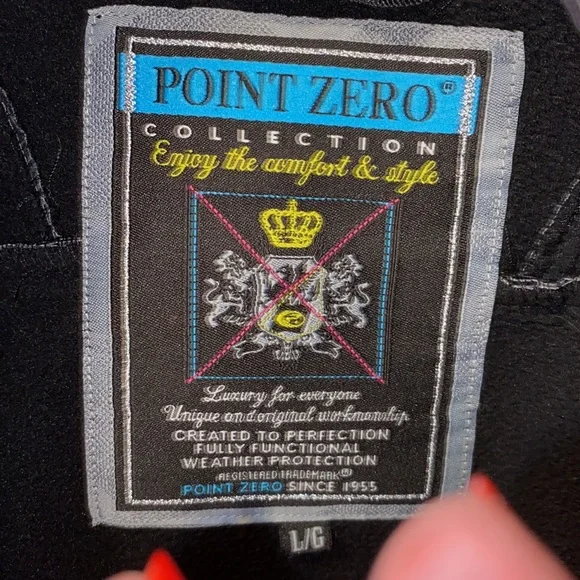 POINT ZERO®
COLLECTION
Enjoy the comfort & style
Luxury for everyone
Unique and original workmanship
CREATED TO PERFECTION
FULLY FUNCTIONAL
WEATHER PROTECTION
REGISTERED TRADEMARK®
POINT ZERO SINCE 1955
L/G